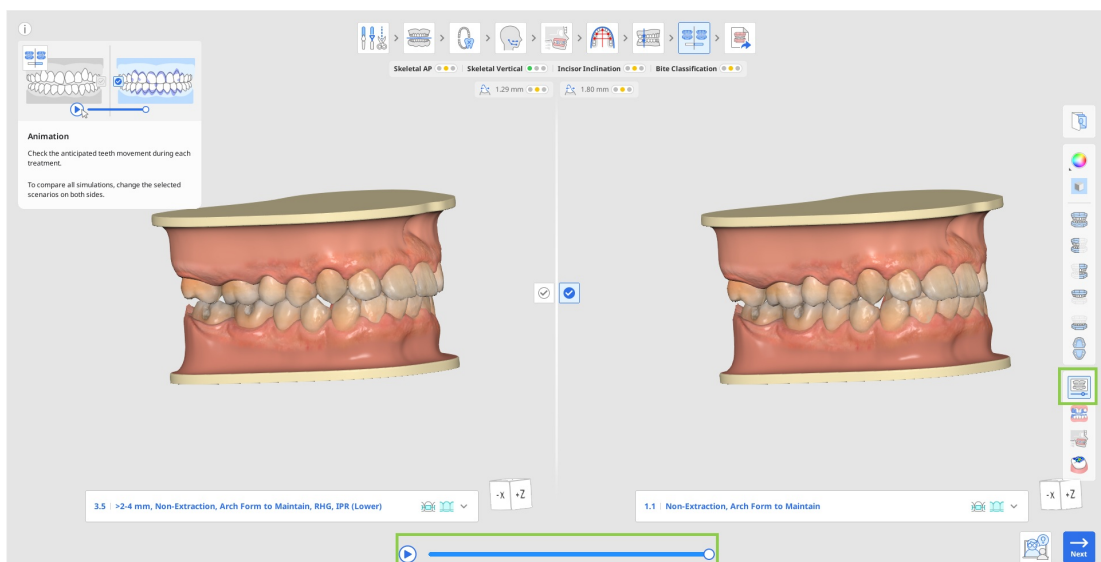 Skeletal AP
Skeletal Vertical
Incisor Inclination
Bite Classification
1.29 mm
1.80 mm
Animation
Check the anticipated teeth movement during each
treatment.
To compare all simulations, change the selected
scenarios on both sides.
-X +Z
-X +Z
3.5 | >2-4 mm, Non-Extraction, Arch Form to Maintain, RHG, IPR (Lower)
1.1 | Non-Extraction, Arch Form to Maintain
Next